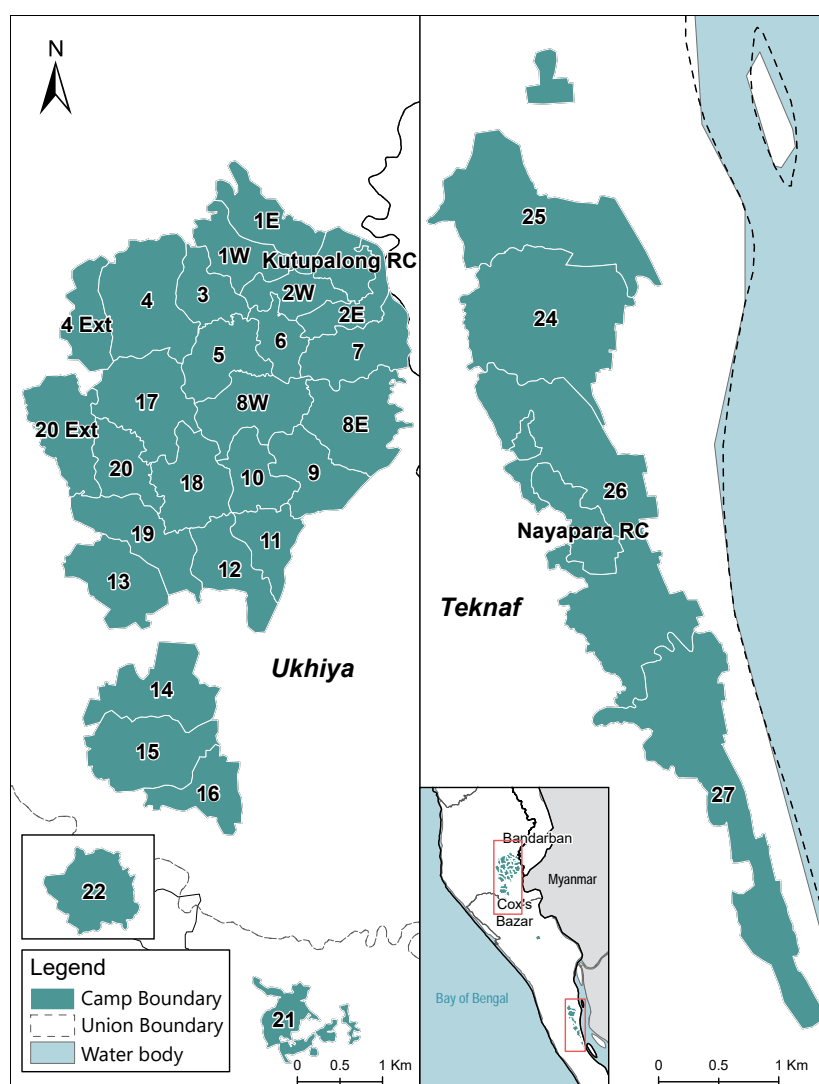 N
1E
1W
Kutupalong RC
3
2W
4
4 Ext
2E
6
5
7
17
8W
20 Ext
8E
20
18
10
9
19
11
13
12
Ukhiya
14
15
16
22
Legend
Camp Boundary
Union Boundary
Water body
21
0 0.5 1 Km
25
24
26
Nayapara RC
Teknaf
27
Bandarban
Myanmar
Cox's
Bazar
Bay of Bengal
0 0.5 1 Km